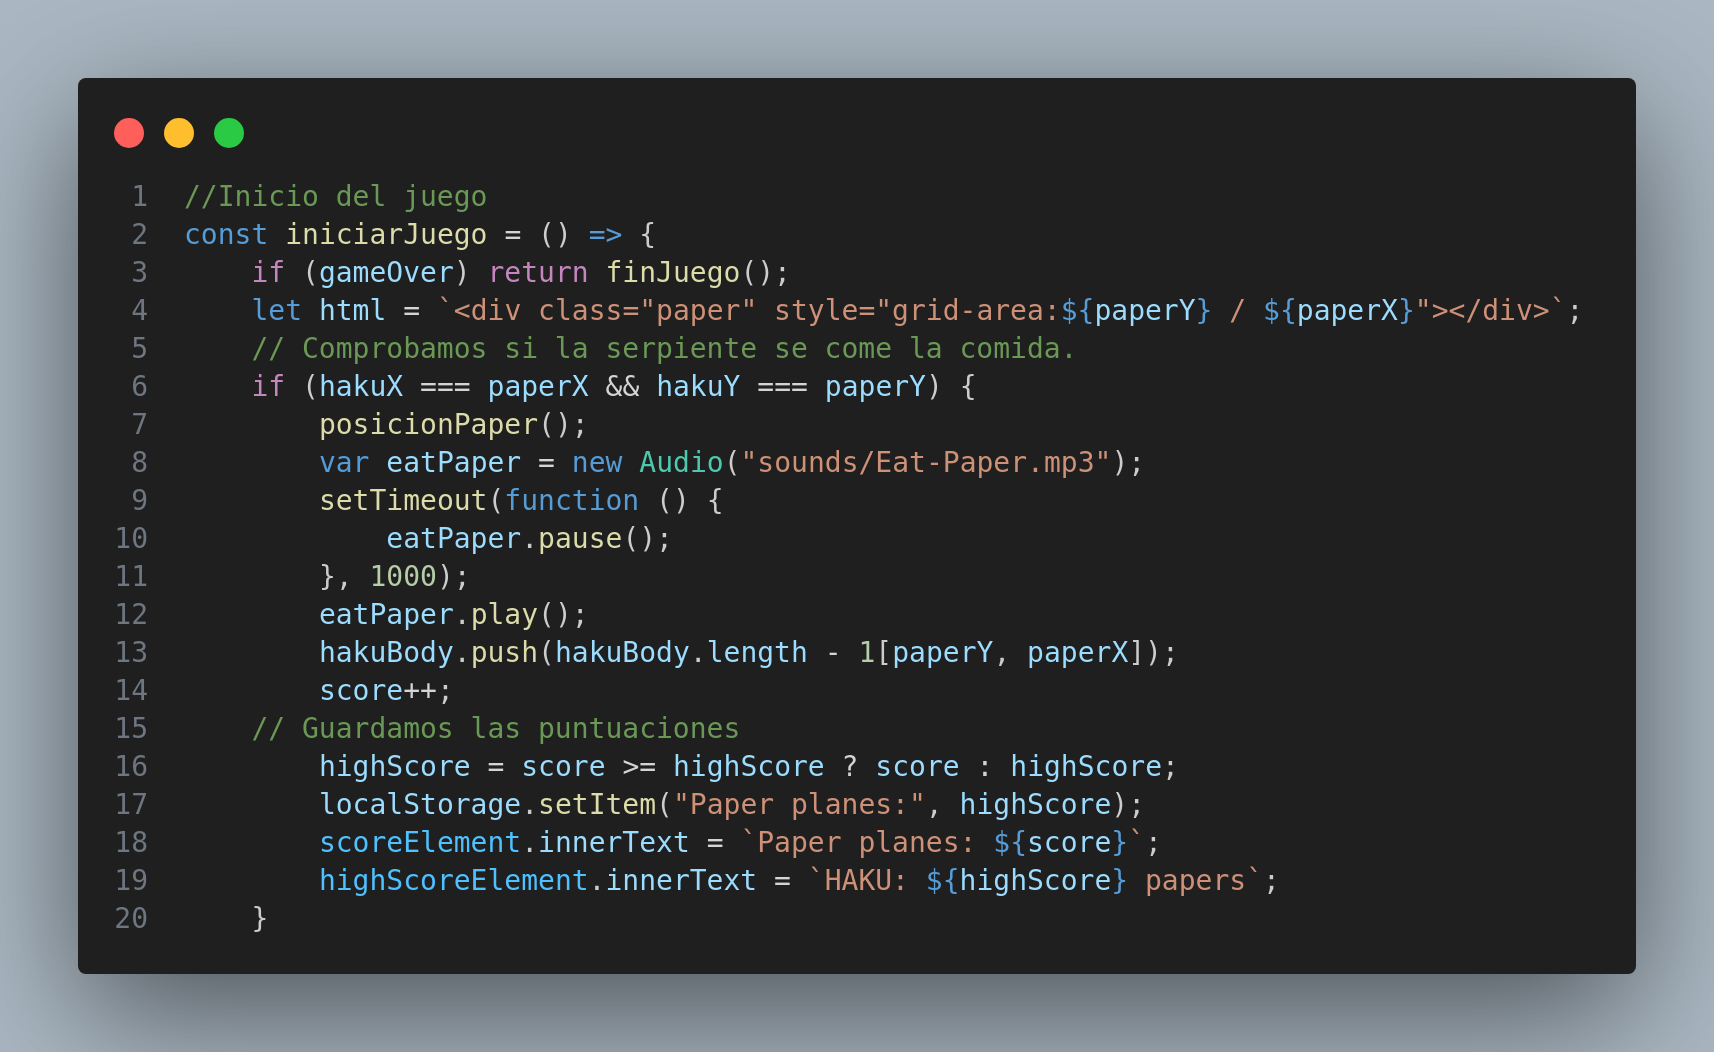 1 //Inicio del juego
2 const iniciarJuego = () => {
3     if (gameOver) return finJuego();
4     let html = `<div class="paper" style="grid-area:${paperY} / ${paperX}"></div>`;
5     // Comprobamos si la serpiente se come la comida.
6     if (hakuX === paperX && hakuY === paperY) {
7         posicionPaper();
8         var eatPaper = new Audio("sounds/Eat-Paper.mp3");
9         setTimeout(function () {
10             eatPaper.pause();
11         }, 1000);
12         eatPaper.play();
13         hakuBody.push(hakuBody.length - 1[paperY, paperX]);
14         score++;
15     // Guardamos las puntuaciones
16         highScore = score >= highScore ? score : highScore;
17         localStorage.setItem("Paper planes:", highScore);
18         scoreElement.innerText = `Paper planes: ${score}`;
19         highScoreElement.innerText = `HAKU: ${highScore} papers`;
20     }